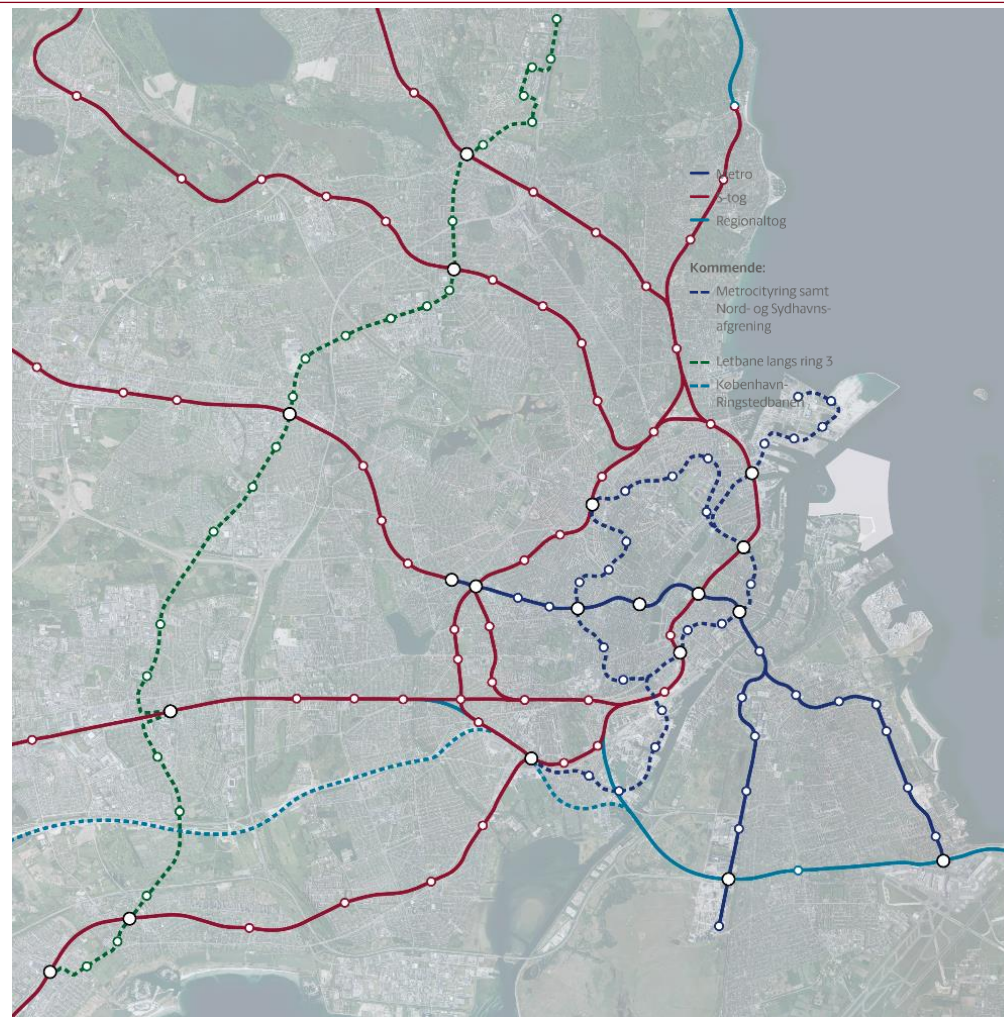 Metro
S-tog
Regionaltog
Kommende:
Metrocityring samt
Nord- og Sydhavns-
afgrening
Letbane langs ring 3
København-
Ringstedbanen